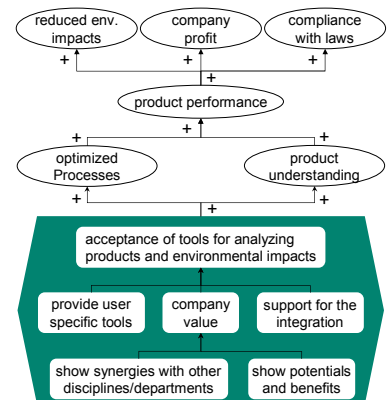 reduced env.
impacts
company
profit
compliance
with laws
+ + +
+
product performance
+
+ +
optimized
Processes
product
understanding
+ +
+
acceptance of tools for analyzing
products and environmental impacts
provide user
specific tools
company
value
support for the
integration
show synergies with other
disciplines/departments
show potentials
and benefits